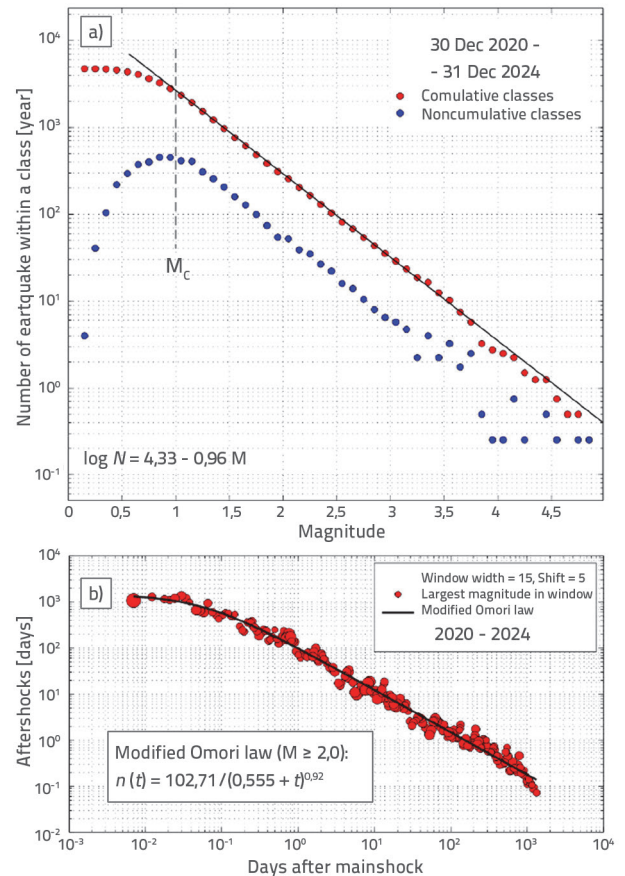 a)
30 Dec 2020 -
- 31 Dec 2024
Comulative classes
Noncumulative classes
Number of eartquake within a class [year]
10⁴
10³
10²
10¹
10⁰
10⁻¹
M_C
log N = 4,33 - 0,96 M
0 0,5 1 1,5 2 2,5 3 3,5 4 4,5
Magnitude
b)
Window width = 15, Shift = 5
Largest magnitude in window
Modified Omori law
2020 - 2024
Aftershocks [days]
10⁴
10³
10²
10¹
10⁰
10⁻¹
10⁻²
Modified Omori law (M ≥ 2,0):
n (t) = 102,71/(0,555 + t)⁰,⁹²
10⁻³ 10⁻² 10⁻¹ 10⁰ 10¹ 10² 10³ 10⁴
Days after mainshock